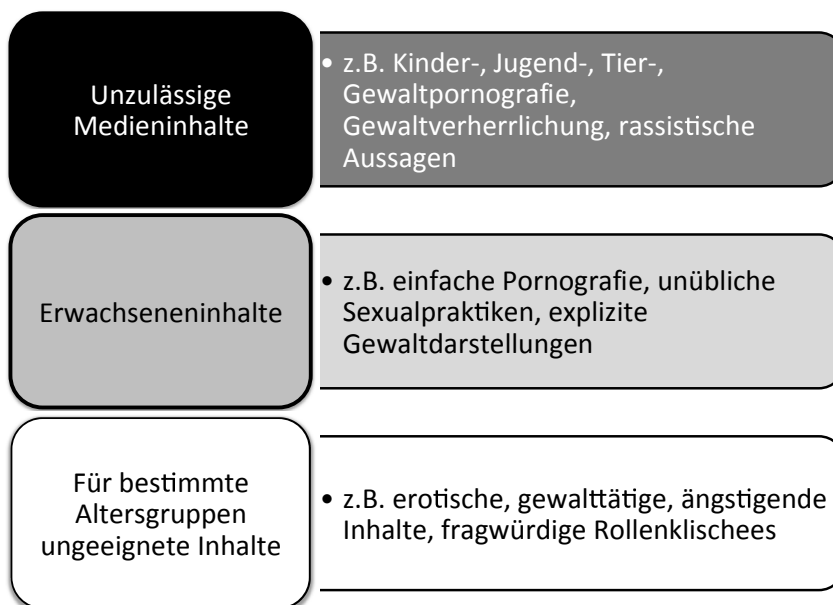 Unzulässige
Medieninhalte
• z.B. Kinder-, Jugend-, Tier-,
Gewaltpornografie,
Gewaltverherrlichung, rassistische
Aussagen
Erwachseneninhalte
• z.B. einfache Pornografie, unübliche
Sexualpraktiken, explizite
Gewaltdarstellungen
Für bestimmte
Altersgruppen
ungeeignete Inhalte
• z.B. erotische, gewalttätige, ängstigende
Inhalte, fragwürdige Rollenklischees